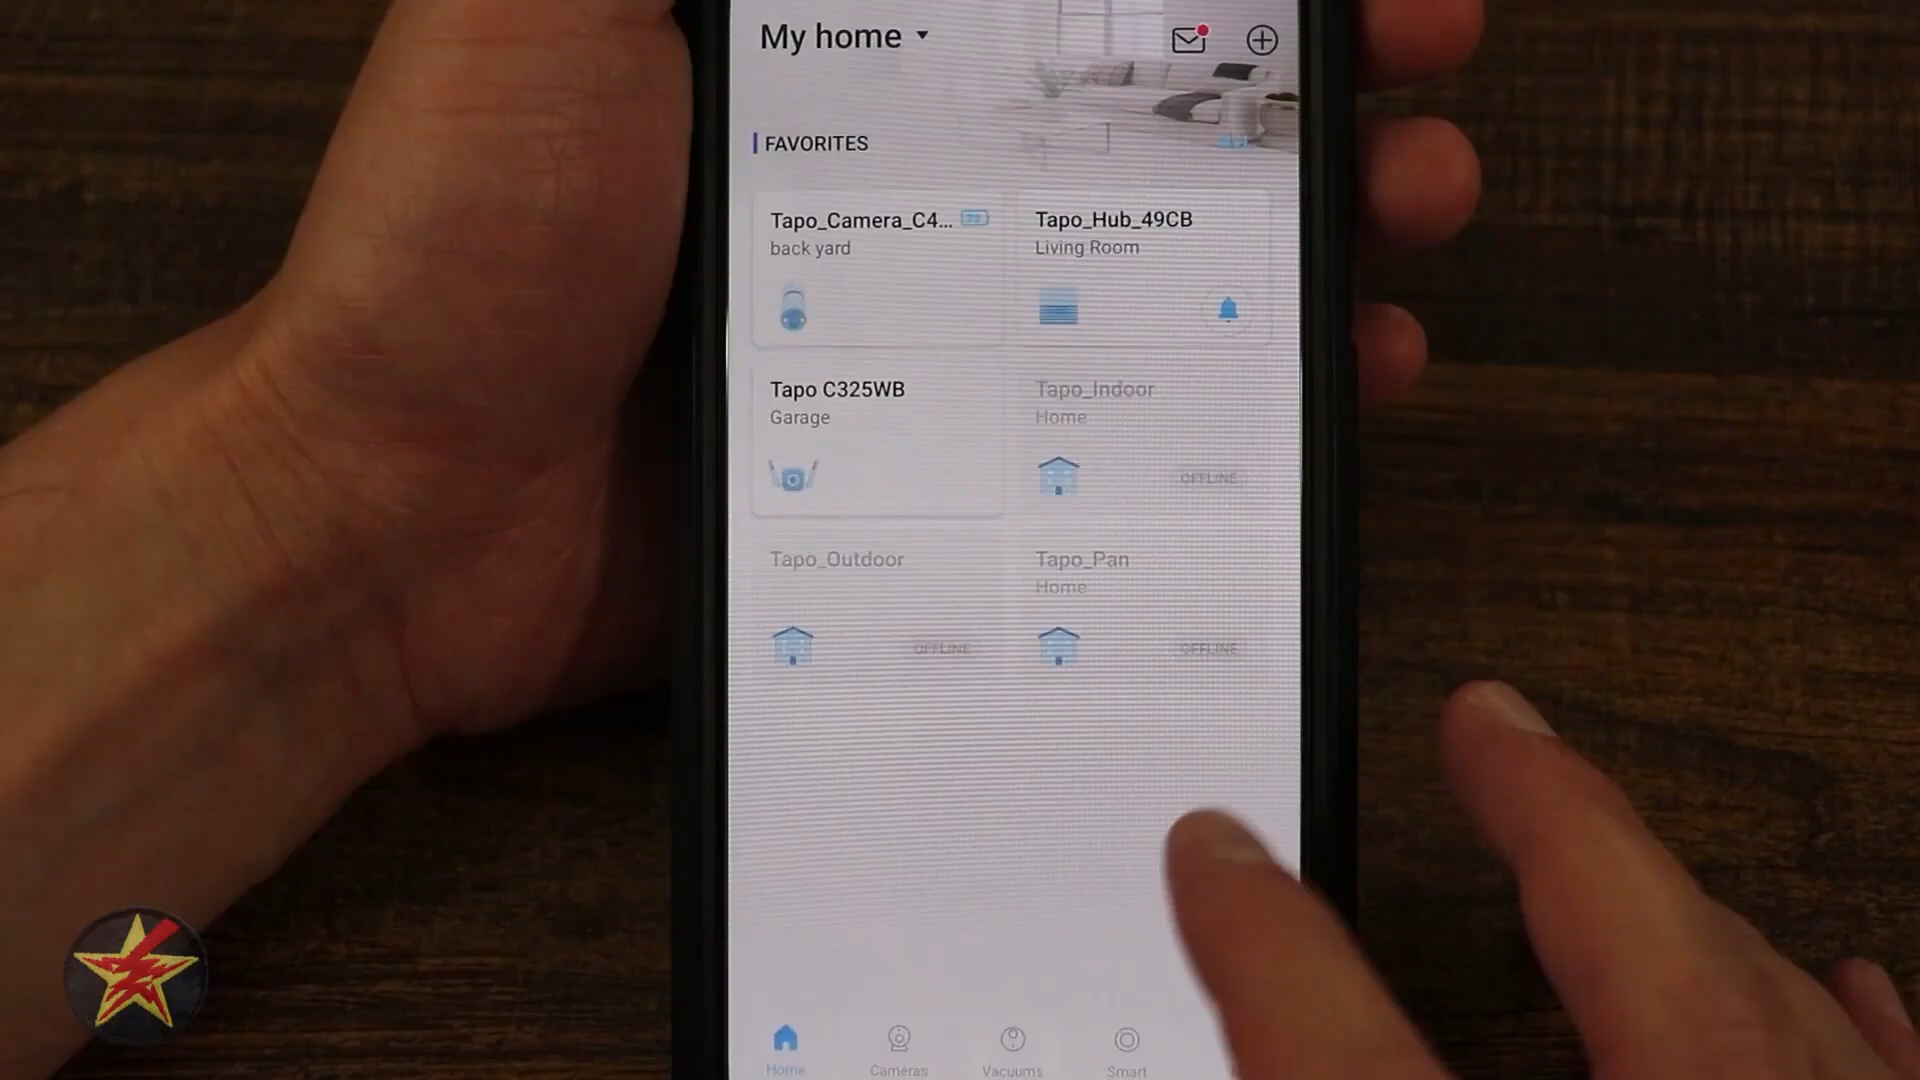 My home
FAVORITES
Tapo_Camera_C4...
back yard
Tapo_Hub_49CB
Living Room
Tapo C325WB
Garage
Tapo_Indoor
Home
OFFLINE
Tapo_Outdoor
OFFLINE
Tapo_Pan
Home
OFFLINE
Home
Cameras
Vacuums
Smart